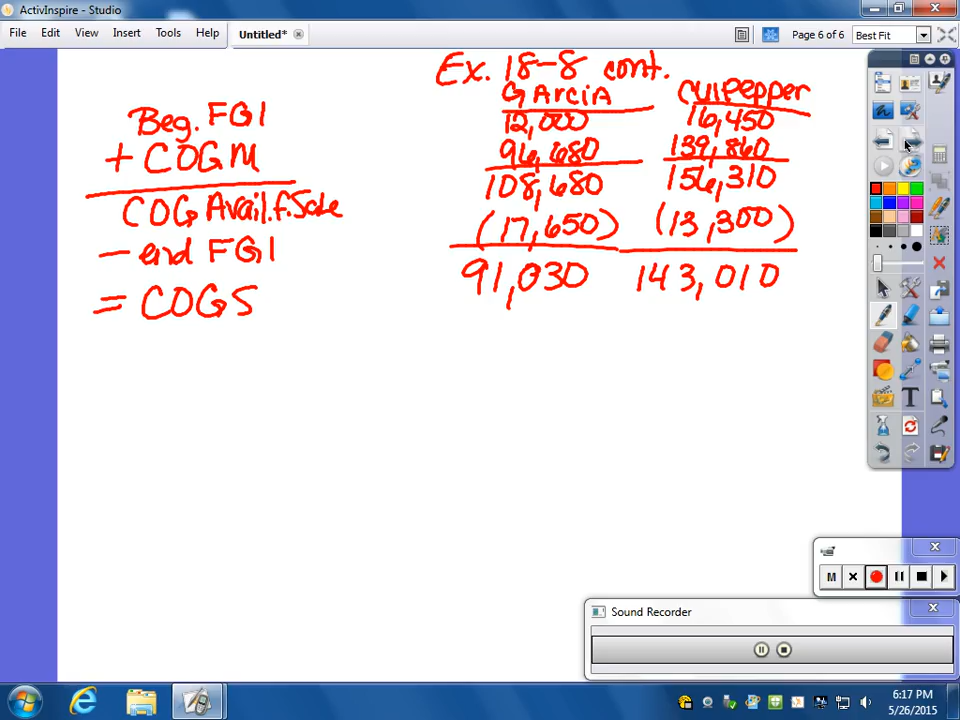 ActivInspire - Studio
File Edit View Insert Tools Help Untitled* Page 6 of 6 Best Fit
Ex. 18-8 cont.
GArciA CulPepper
Beg. FGI 12,000 16,450
+ COGM 96,680 139,860
108,680 156,310
COG Avail.f.Sale
(17,650) (13,300)
- end FGI
= COGS 91,030 143,010
M
Sound Recorder
6:17 PM
5/26/2015